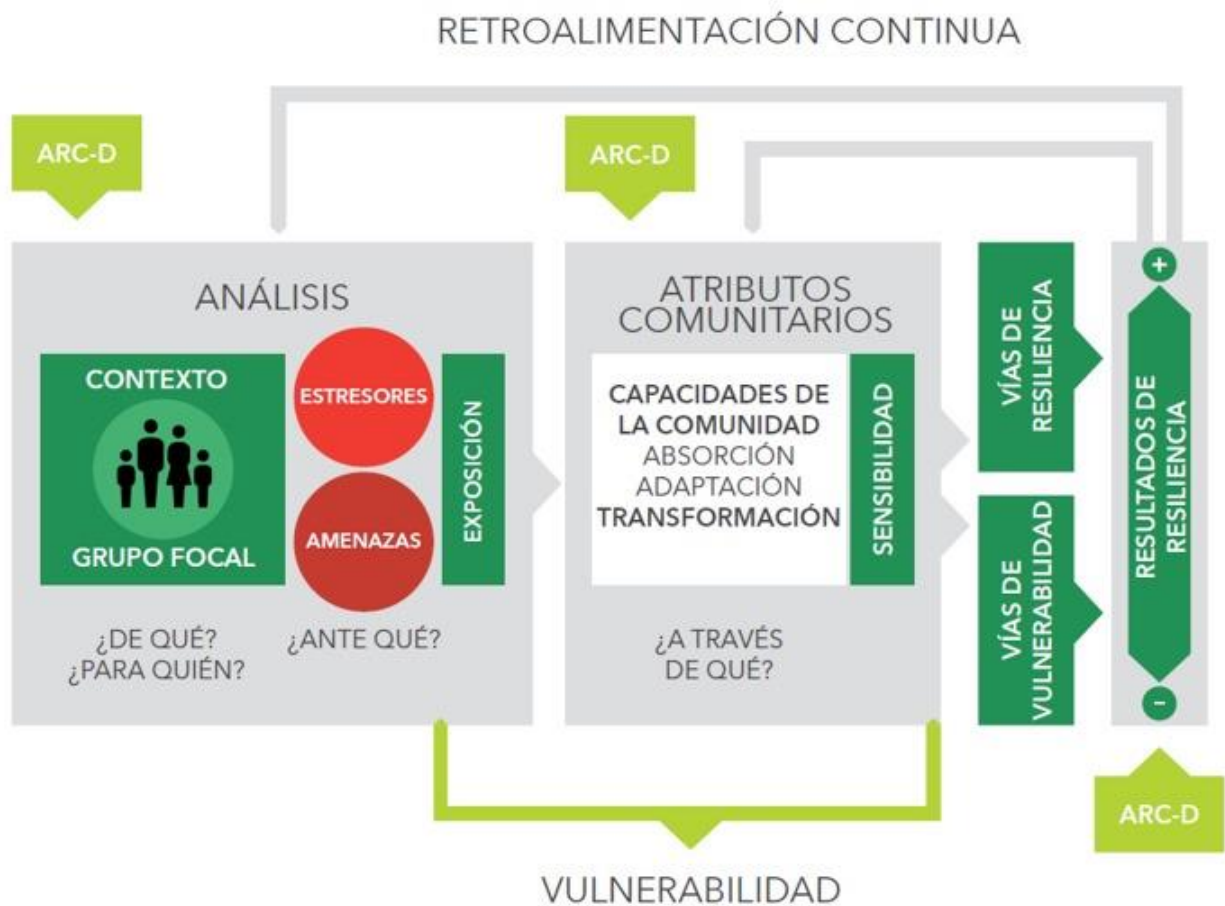 RETROALIMENTACIÓN CONTINUA
ARC-D
ARC-D
ANÁLISIS
CONTEXTO
GRUPO FOCAL
ESTRESORES
AMENAZAS
EXPOSICIÓN
¿DE QUÉ?
¿PARA QUIÉN?
¿ANTE QUÉ?
ATRIBUTOS
COMUNITARIOS
CAPACIDADES DE
LA COMUNIDAD
ABSORCIÓN
ADAPTACIÓN
TRANSFORMACIÓN
SENSIBILIDAD
¿A TRAVÉS
DE QUÉ?
VÍAS DE
RESILIENCIA
VÍAS DE
VULNERABILIDAD
+
RESULTADOS DE
RESILIENCIA
-
ARC-D
VULNERABILIDAD